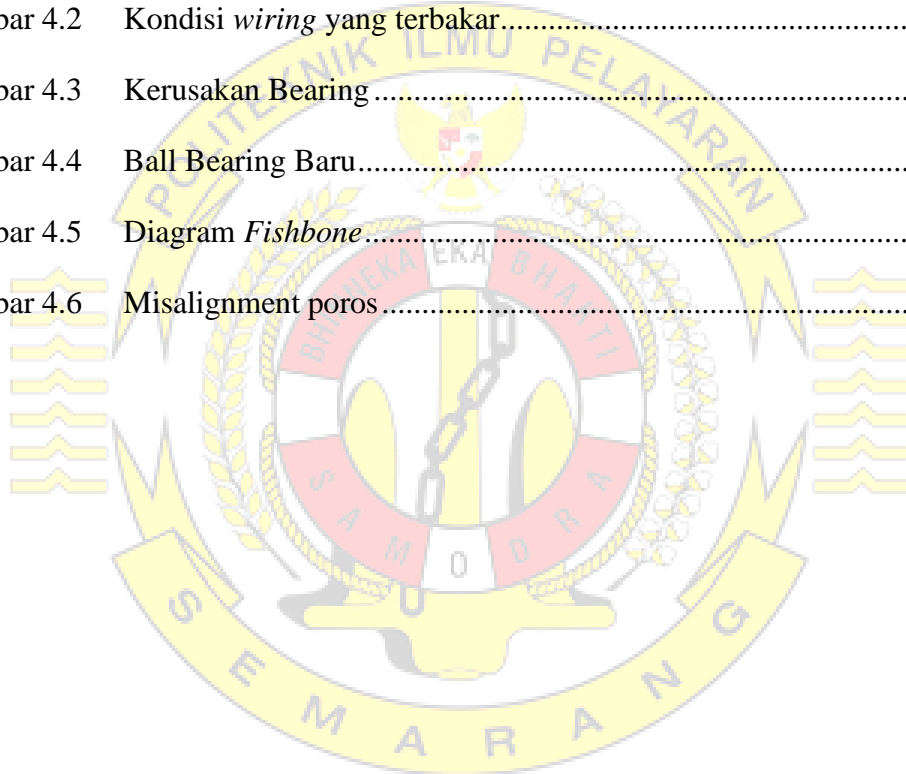 bar 4.2 Kondisi wiring yang terbakar..............................................................
bar 4.3 Kerusakan Bearing..............................................................................
bar 4.4 Ball Bearing Baru................................................................................
bar 4.5 Diagram Fishbone...............................................................................
bar 4.6 Misalignment poros.............................................................................
POLITEKNIK ILMU PELAYARAN
BHINNEKA EKA BHAKTI
SAMODRA
SEMARANG